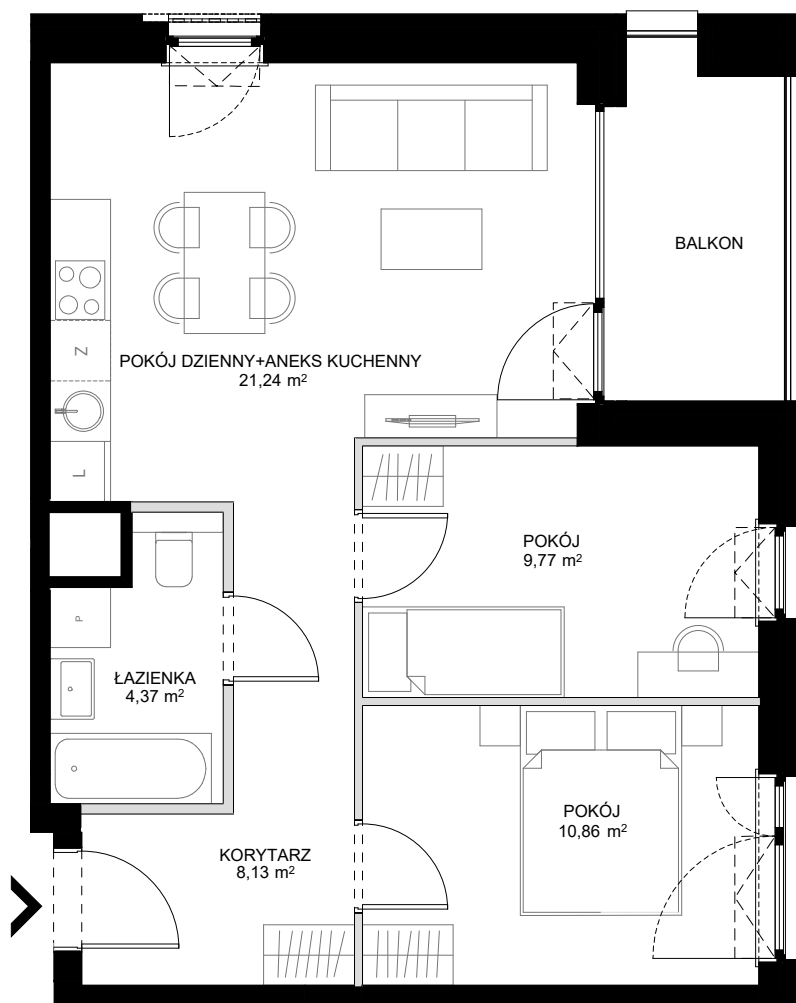 BALKON
Z
POKÓJ DZIENNY+ANEKS KUCHENNY
21,24 m²
L
POKÓJ
9,77 m²
P
ŁAZIENKA
4,37 m²
POKÓJ
10,86 m²
KORYTARZ
8,13 m²